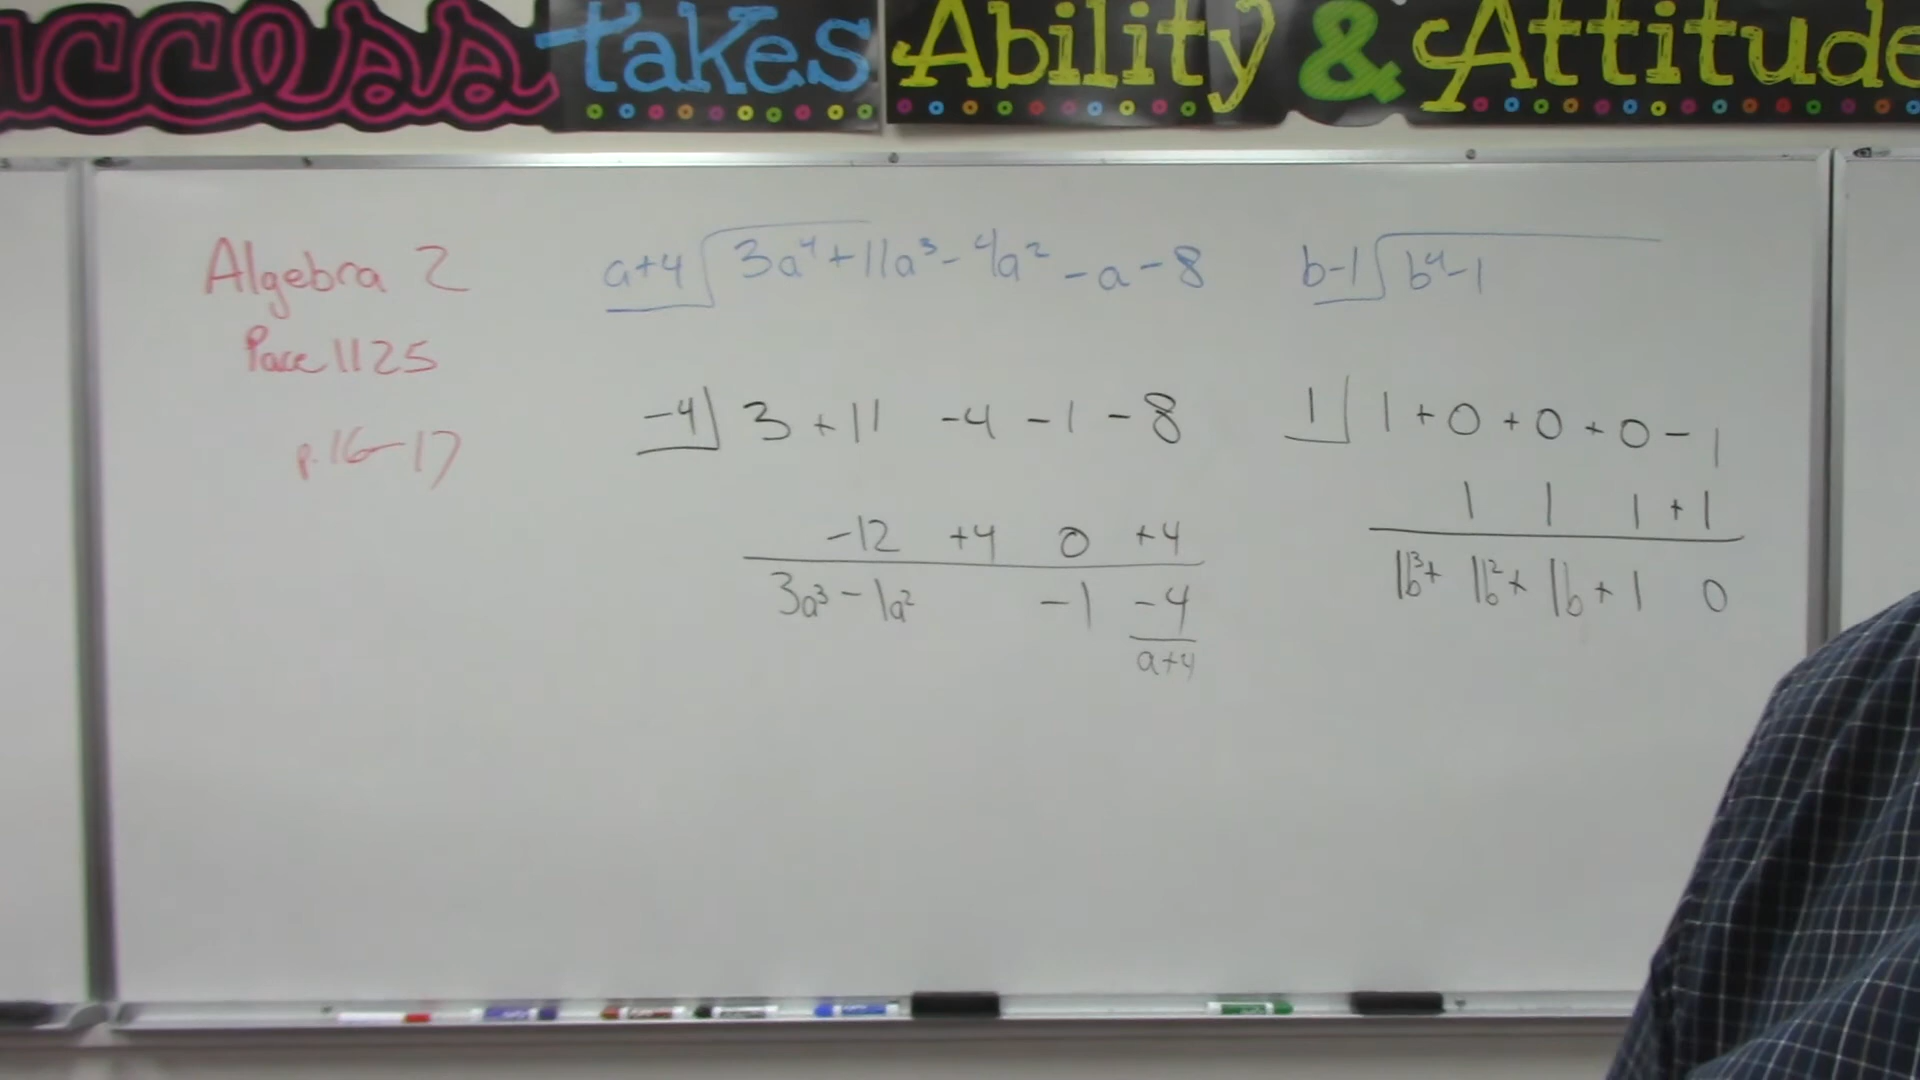 uccess takes Ability & Attitude
Algebra 2
Pace 1125
p. 16-17
a+4 | 3a⁴ + 11a³ - 4a² - a - 8
-4 | 3 + 11 -4 -1 -8
-12 +4 0 +4
3a³ - 1a² -1 -4/a+4
b-1 | b⁴-1
1 | 1 + 0 + 0 + 0 - 1
1 1 1 + 1
1b³ + 1b² + 1b + 1 0